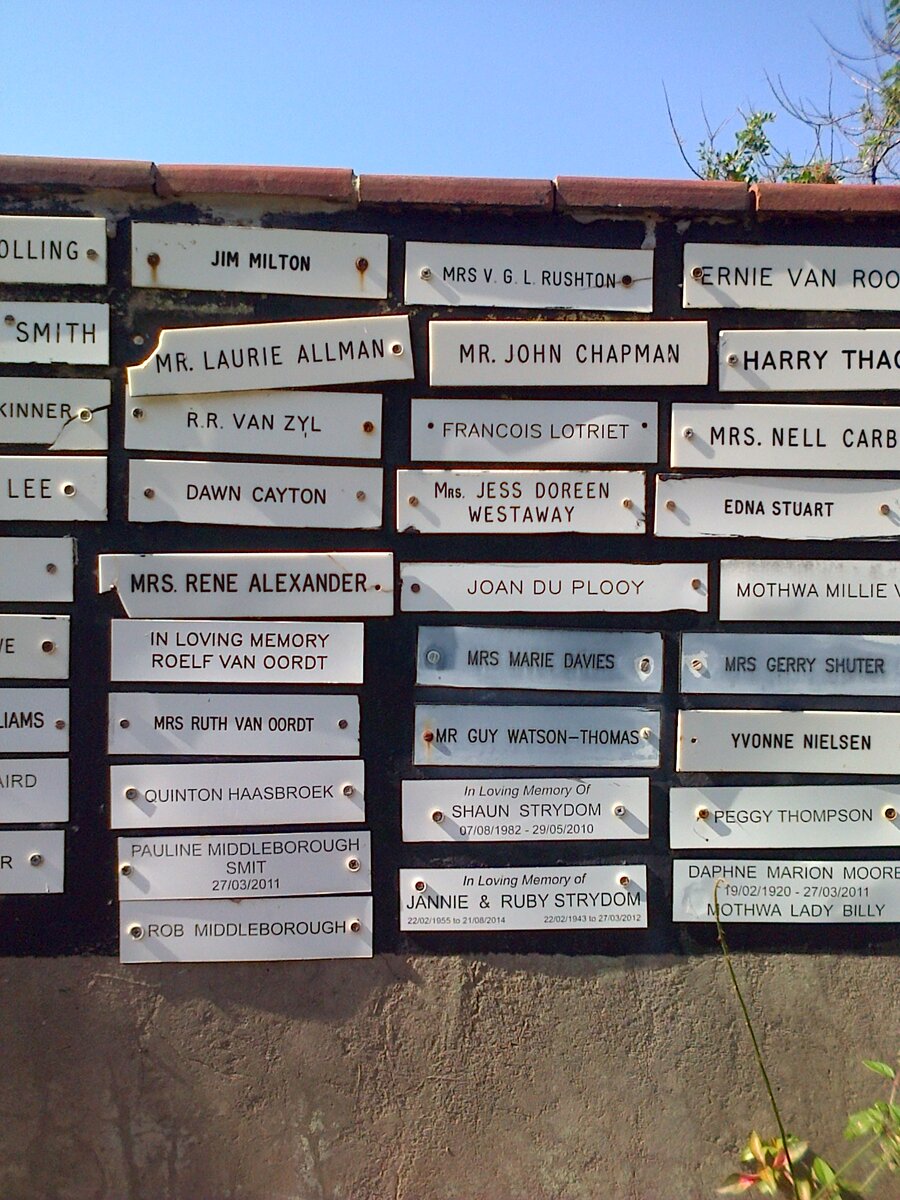 OLLING
SMITH
KINNER
LEE
LIAMS
AIRD
R
JIM MILTON
MR. LAURIE ALLMAN
R.R. VAN ZYL
DAWN CAYTON
MRS. RENE ALEXANDER
IN LOVING MEMORY
ROELF VAN OORDT
MRS RUTH VAN OORDT
QUINTON HAASBROEK
PAULINE MIDDLEBOROUGH
SMIT
27/03/2011
ROB MIDDLEBOROUGH
MRS V. G. L. RUSHTON
MR. JOHN CHAPMAN
FRANCOIS LOTRIET
MRS. JESS DOREEN
WESTAWAY
JOAN DU PLOOY
MRS MARIE DAVIES
MR GUY WATSON-THOMAS
In Loving Memory Of
SHAUN STRYDOM
07/08/1982 - 29/05/2010
In Loving Memory of
JANNIE & RUBY STRYDOM
22/02/1955 to 21/08/2014 22/02/1943 to 27/03/2012
ERNIE VAN ROO
HARRY THAC
MRS. NELL CARB
EDNA STUART
MOTHWA MILLIE V
MRS GERRY SHUTER
YVONNE NIELSEN
PEGGY THOMPSON
DAPHNE MARION MOORE
19/02/1920 - 27/03/2011
MOTHWA LADY BILLY